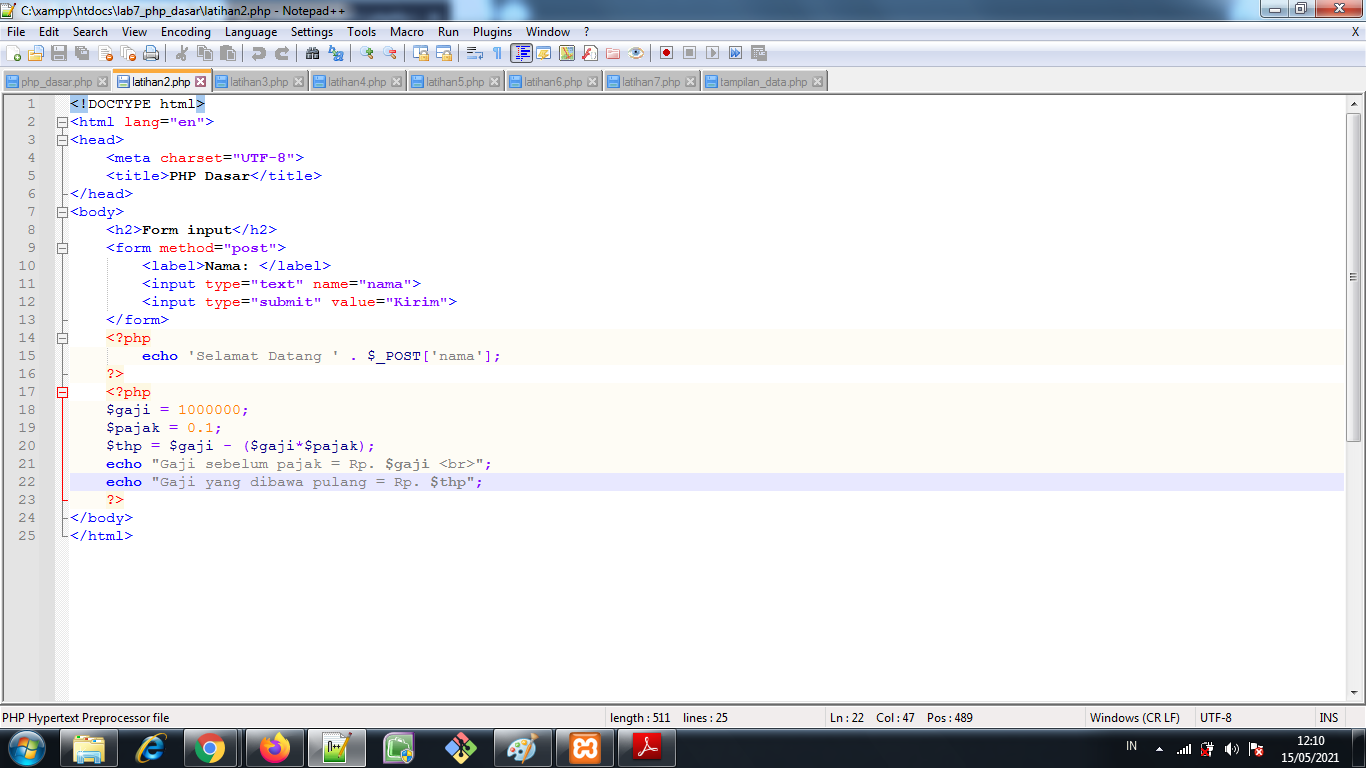 C:\xampp\htdocs\lab7_php_dasar\latihan2.php - Notepad++
File Edit Search View Encoding Language Settings Tools Macro Run Plugins Window ? X
php_dasar.php latihan2.php latihan3.php latihan4.php latihan5.php latihan6.php latihan7.php tampilan_data.php
1 <!DOCTYPE html>
2 <html lang="en">
3 <head>
4 <meta charset="UTF-8">
5 <title>PHP Dasar</title>
6 </head>
7 <body>
8 <h2>Form input</h2>
9 <form method="post">
10 <label>Nama: </label>
11 <input type="text" name="nama">
12 <input type="submit" value="Kirim">
13 </form>
14 <?php
15 echo 'Selamat Datang ' . $_POST['nama'];
16 ?>
17 <?php
18 $gaji = 1000000;
19 $pajak = 0.1;
20 $thp = $gaji - ($gaji*$pajak);
21 echo "Gaji sebelum pajak = Rp. $gaji <br>";
22 echo "Gaji yang dibawa pulang = Rp. $thp";
23 ?>
24 </body>
25 </html>
PHP Hypertext Preprocessor file length : 511 lines : 25 Ln : 22 Col : 47 Pos : 489 Windows (CR LF) UTF-8 INS
IN 12:10
15/05/2021